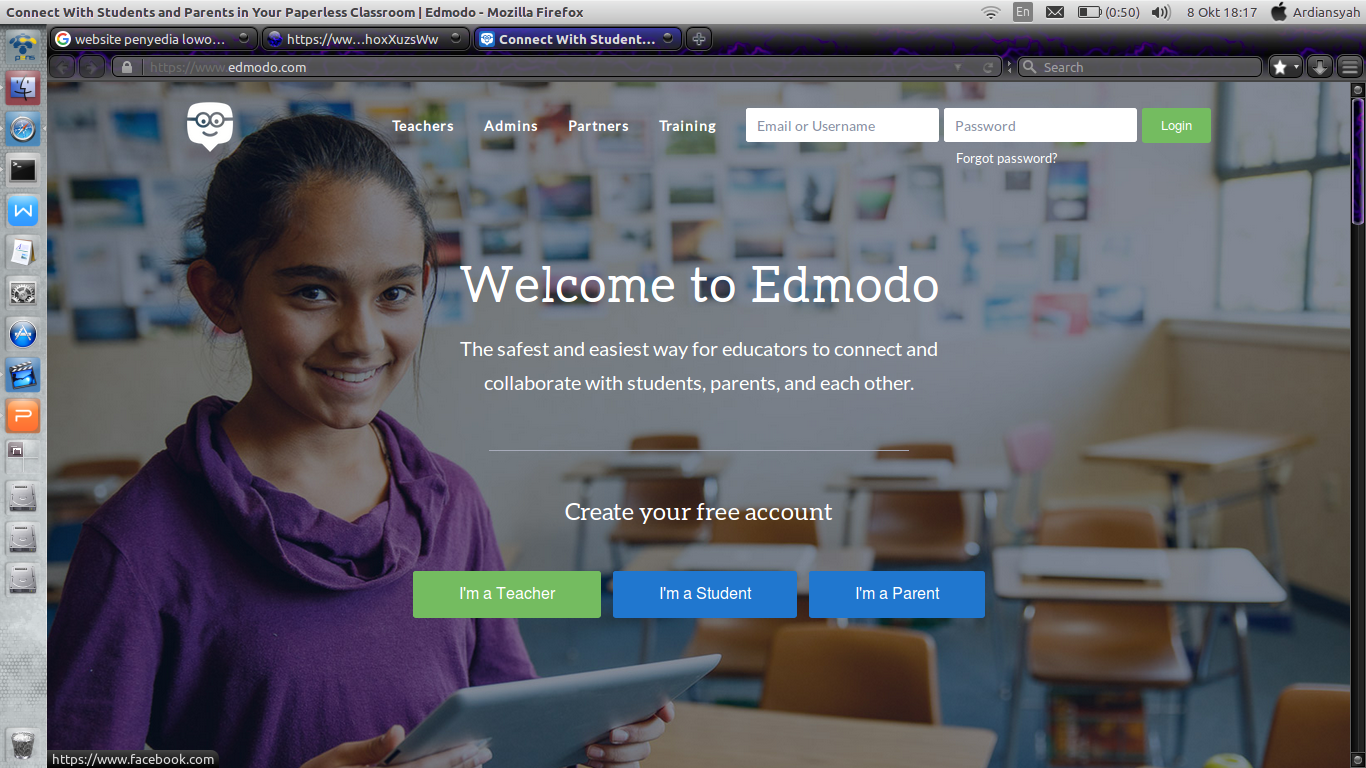 Connect With Students and Parents in Your Paperless Classroom | Edmodo - Mozilla Firefox
En
(0:50)
8 Okt 18:17
Ardiansyah
website penyedia lowo...
https://ww...hoxXuzsWw
Connect With Student...
https://www.edmodo.com
Search
Teachers
Admins
Partners
Training
Email or Username
Password
Login
Forgot password?
Welcome to Edmodo
The safest and easiest way for educators to connect and
collaborate with students, parents, and each other.
Create your free account
I'm a Teacher
I'm a Student
I'm a Parent
https://www.facebook.com